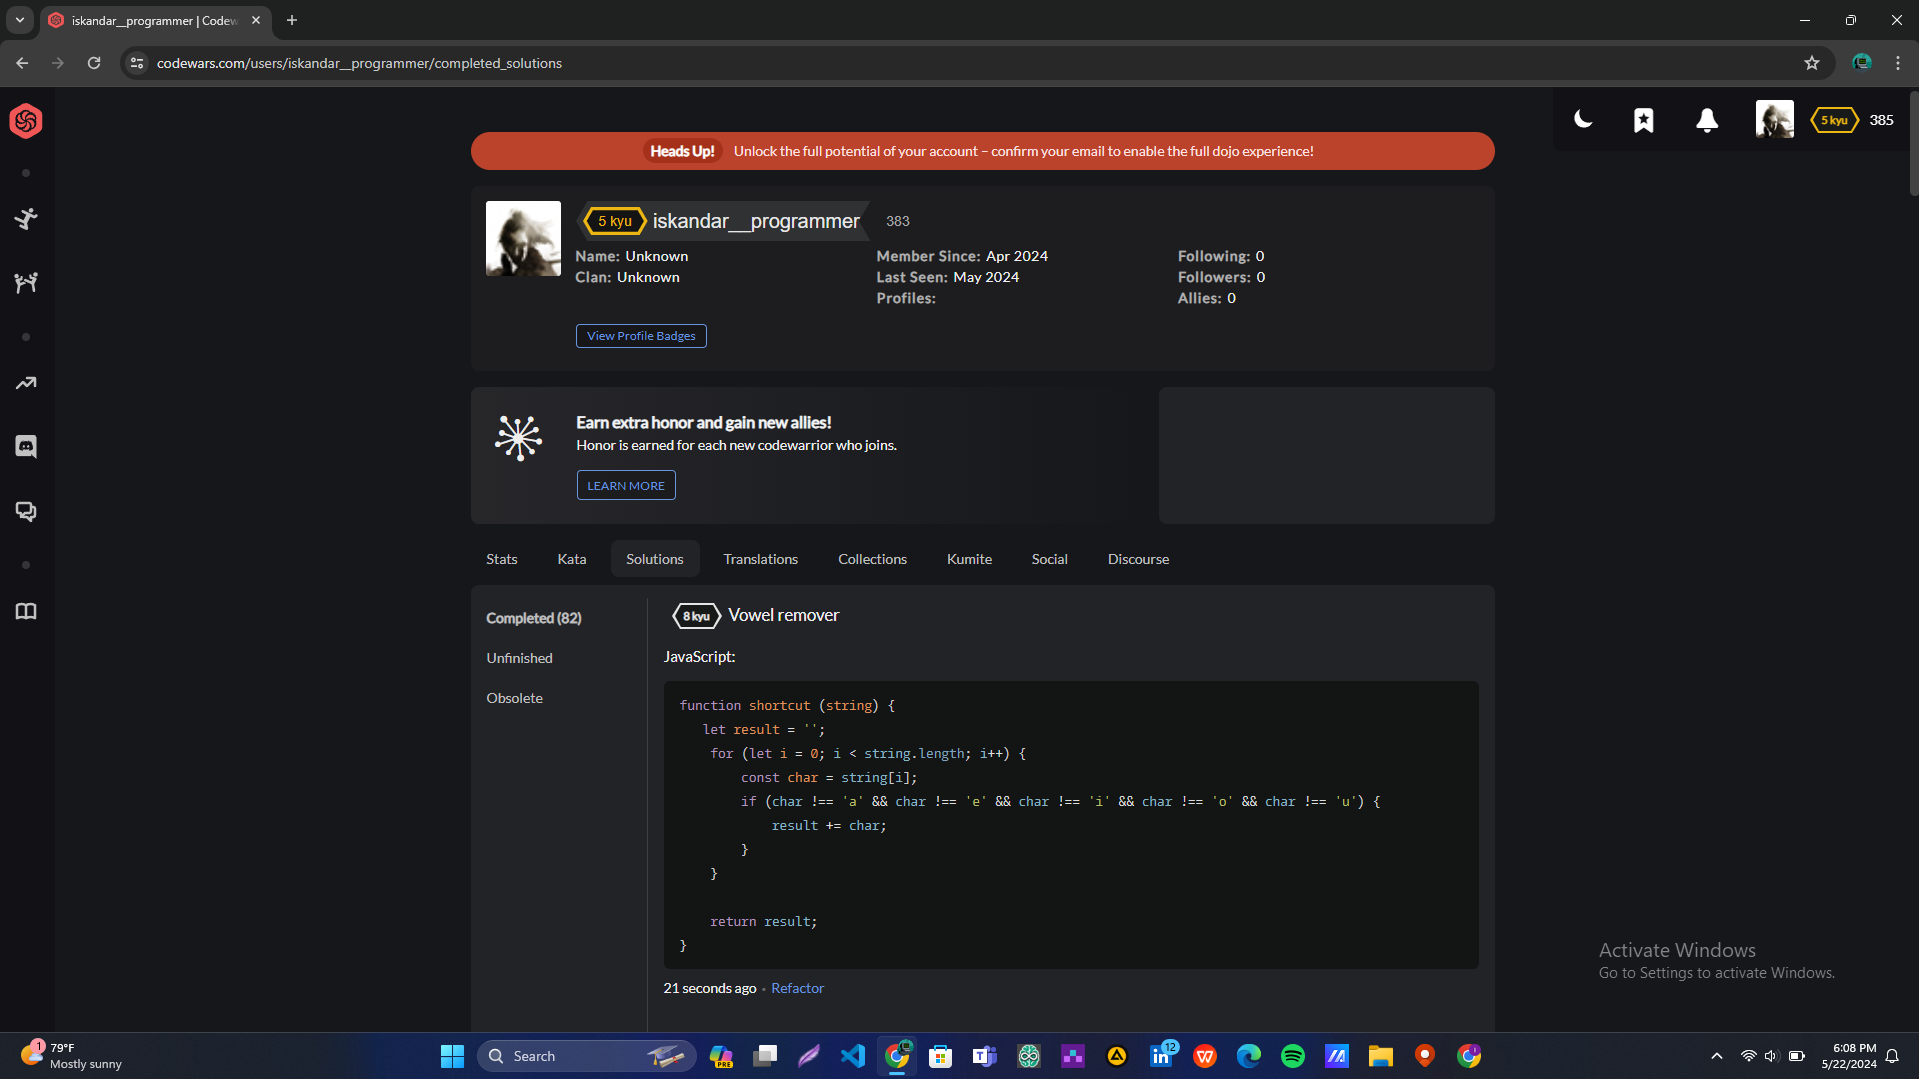 iskandar__programmer | Codew
codewars.com/users/iskandar__programmer/completed_solutions
5 kyu
385
Heads Up! Unlock the full potential of your account – confirm your email to enable the full dojo experience!
5 kyu iskandar__programmer 383
Name: Unknown
Clan: Unknown
Member Since: Apr 2024
Last Seen: May 2024
Profiles:
Following: 0
Followers: 0
Allies: 0
View Profile Badges
Earn extra honor and gain new allies!
Honor is earned for each new codewarrior who joins.
LEARN MORE
Stats Kata Solutions Translations Collections Kumite Social Discourse
Completed (82)
Unfinished
Obsolete
8 kyu Vowel remover
JavaScript:
function shortcut (string) {
let result = '';
for (let i = 0; i < string.length; i++) {
const char = string[i];
if (char !== 'a' && char !== 'e' && char !== 'i' && char !== 'o' && char !== 'u') {
result += char;
}
}
return result;
}
21 seconds ago • Refactor
Activate Windows
Go to Settings to activate Windows.
1
79°F
Mostly sunny
Search
PRE
12
6:08 PM
5/22/2024